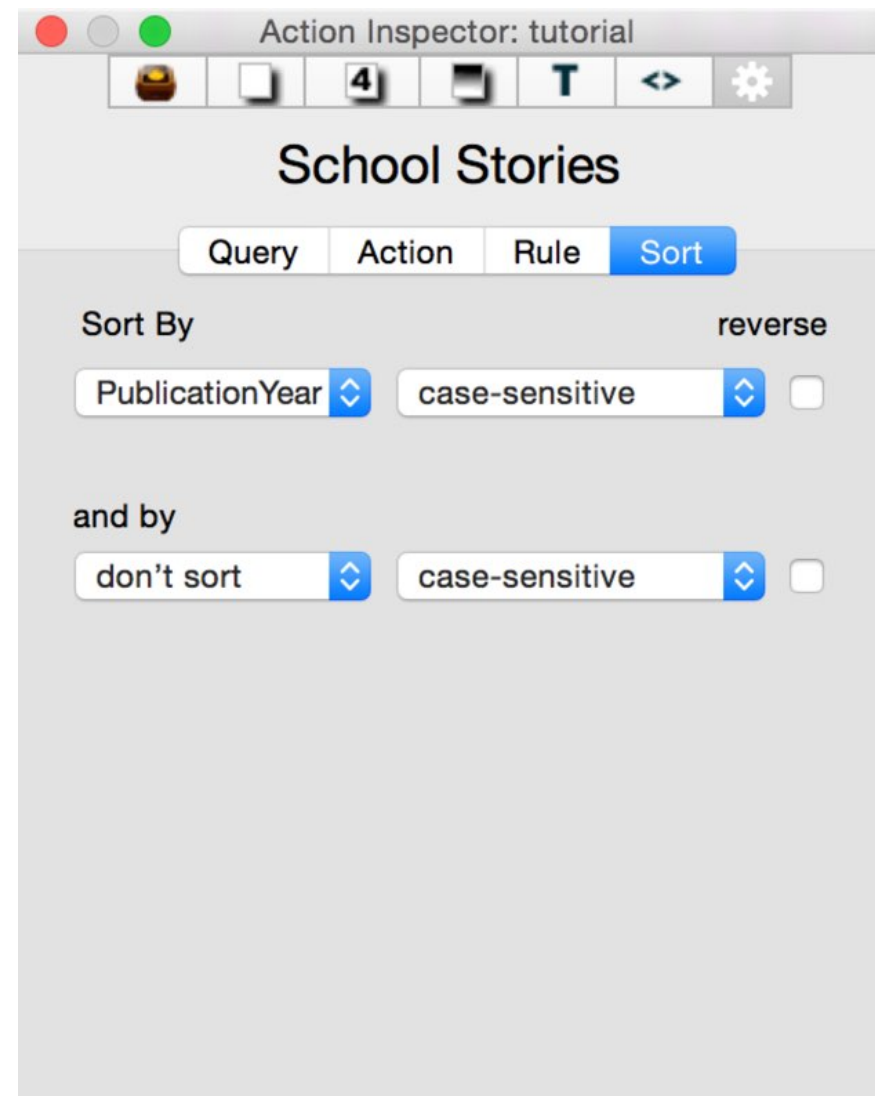 Action Inspector: tutorial
4 T <>
School Stories
Query Action Rule Sort
Sort By reverse
PublicationYear case-sensitive
and by
don't sort case-sensitive